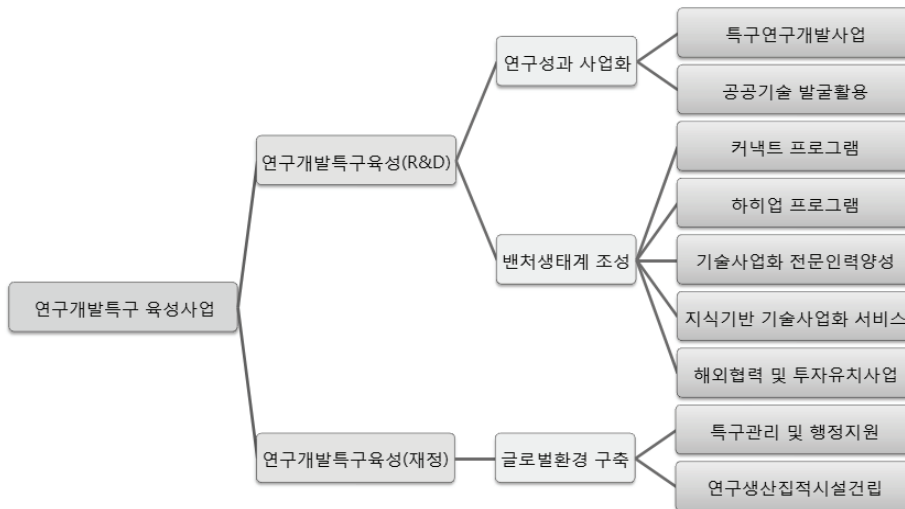 연구개발특구 육성사업
연구개발특구육성(R&D)
연구성과 사업화
특구연구개발사업
공공기술 발굴활용
밴처생태계 조성
커낵트 프로그램
하히업 프로그램
기술사업화 전문인력양성
지식기반 기술사업화 서비스
해외협력 및 투자유치사업
연구개발특구육성(재정)
글로벌환경 구축
특구관리 및 행정지원
연구생산집적시설건립